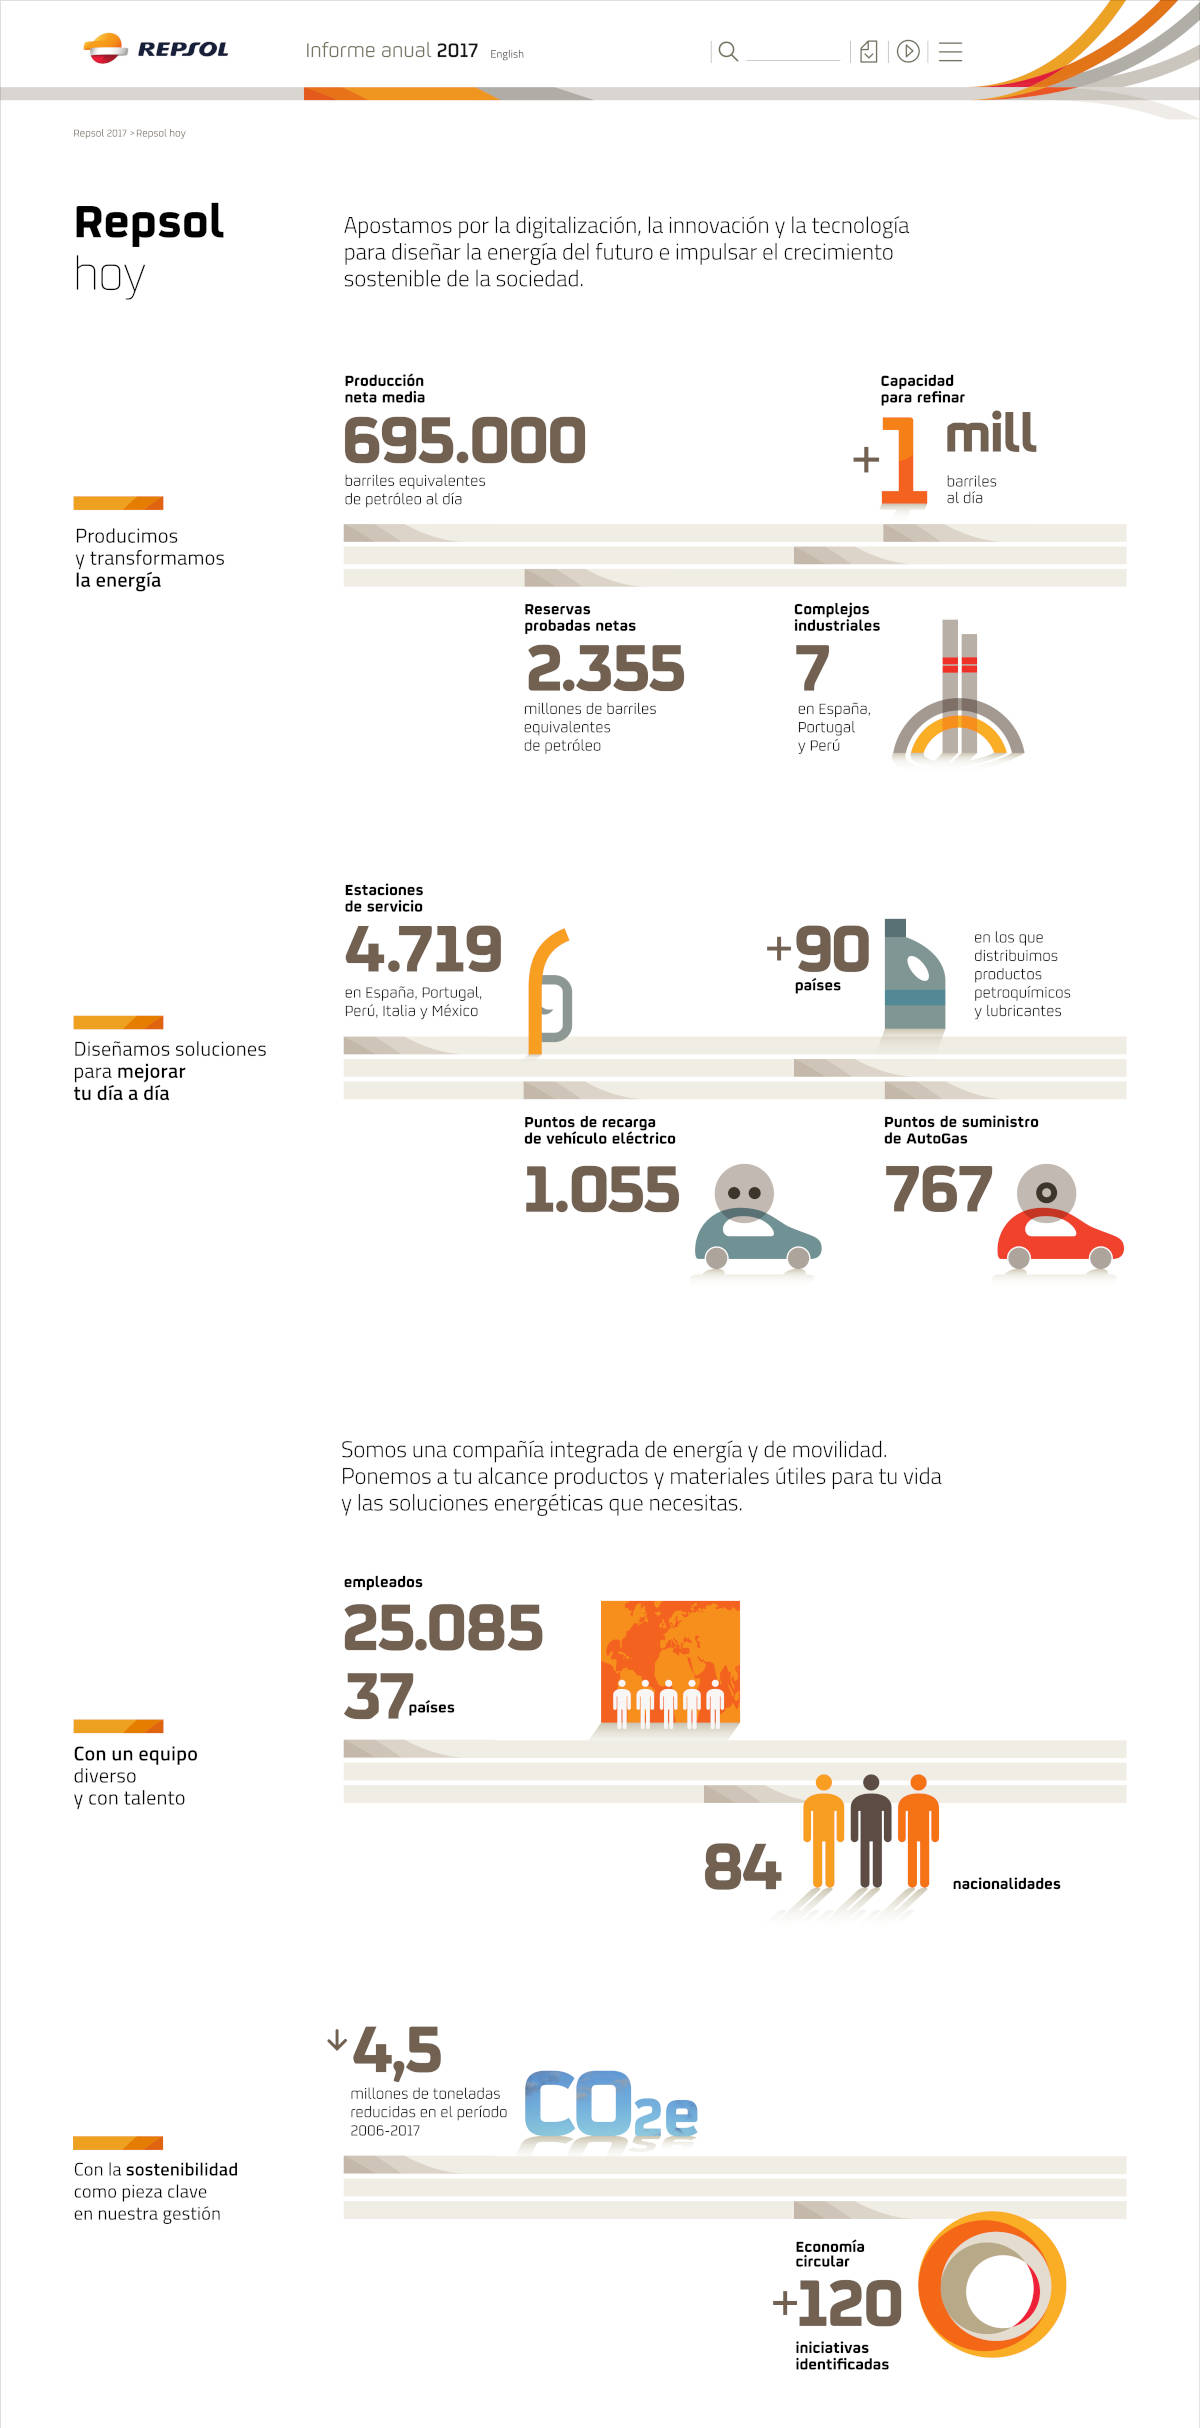 REPSOL
Informe anual 2017 English
Repsol 2017 > Repsol hoy
Repsol
hoy
Apostamos por la digitalización, la innovación y la tecnología
para diseñar la energía del futuro e impulsar el crecimiento
sostenible de la sociedad.
Producimos
y transformamos
la energía
Producción
neta media
695.000
barriles equivalentes
de petróleo al día
Capacidad
para refinar
+1 mill
barriles
al día
Reservas
probadas netas
2.355
millones de barriles
equivalentes
de petróleo
Complejos
industriales
7
en España,
Portugal
y Perú
Diseñamos soluciones
para mejorar
tu día a día
Estaciones
de servicio
4.719
en España, Portugal,
Perú, Italia y México
+90
países
en los que
distribuimos
productos
petroquímicos
y lubricantes
Puntos de recarga
de vehículo eléctrico
1.055
Puntos de suministro
de AutoGas
767
Somos una compañía integrada de energía y de movilidad.
Ponemos a tu alcance productos y materiales útiles para tu vida
y las soluciones energéticas que necesitas.
Con un equipo
diverso
y con talento
empleados
25.085
37 países
84 nacionalidades
Con la sostenibilidad
como pieza clave
en nuestra gestión
4,5
millones de toneladas
reducidas en el período
2006-2017
CO2e
Economía
circular
+120
iniciativas
identificadas